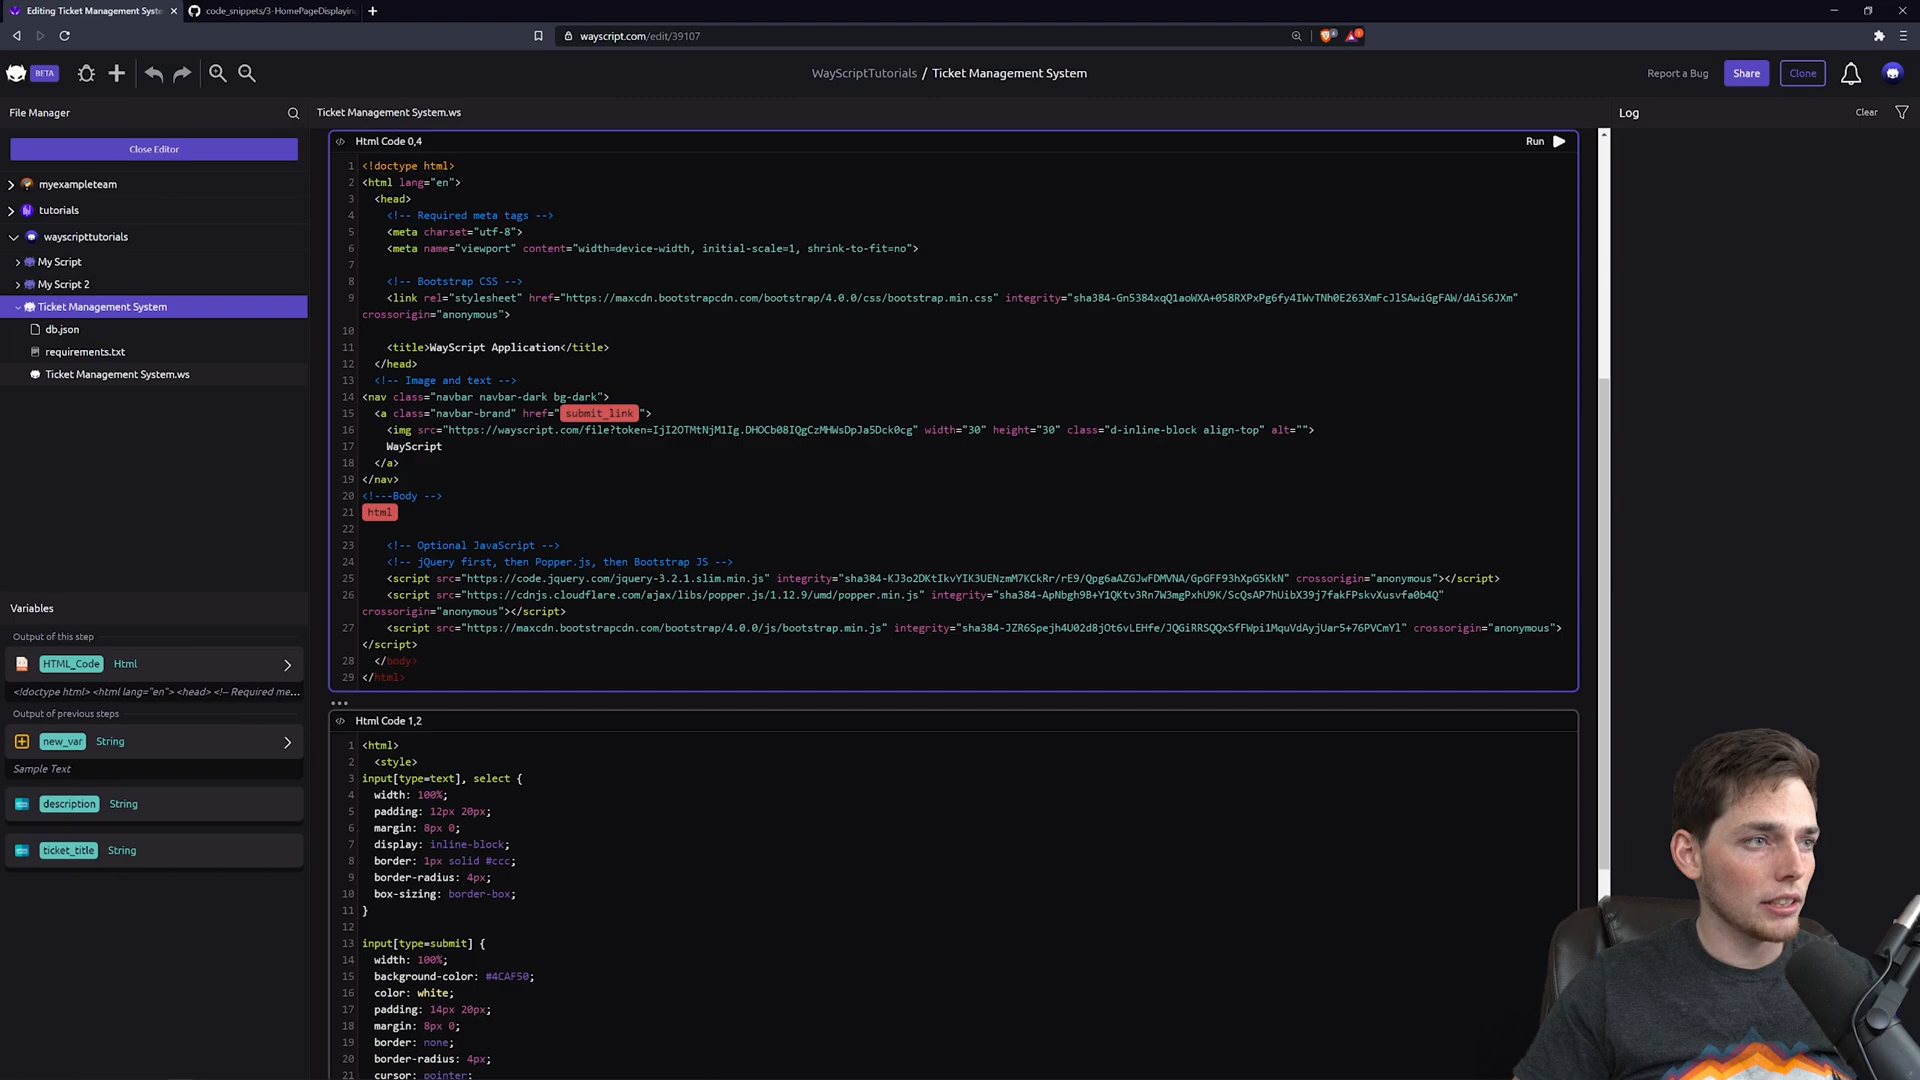 Editing Ticket Management Syste
code_snippets/3-HomePageDisplaying
wayscript.com/edit/39107
BETA
WayScriptTutorials / Ticket Management System
Report a Bug
Share
Clone
File Manager
Ticket Management System.ws
Log
Clear
Close Editor
myexampleteam
tutorials
wayscripttutorials
My Script
My Script 2
Ticket Management System
db.json
requirements.txt
Ticket Management System.ws
Variables
Output of this step
HTML_Code Html
<!doctype html> <html lang="en"> <head> <!-- Required me...
Output of previous steps
new_var String
Sample Text
description String
ticket_title String
Html Code 0,4
Run
1 <!doctype html>
2 <html lang="en">
3 <head>
4 <!-- Required meta tags -->
5 <meta charset="utf-8">
6 <meta name="viewport" content="width=device-width, initial-scale=1, shrink-to-fit=no">
7
8 <!-- Bootstrap CSS -->
9 <link rel="stylesheet" href="https://maxcdn.bootstrapcdn.com/bootstrap/4.0.0/css/bootstrap.min.css" integrity="sha384-Gn5384xqQ1aoWXA+058RXPxPg6fy4IWvTNh0E263XmFcJlSAwiGgFAW/dAiS6JXm"
crossorigin="anonymous">
10
11 <title>WayScript Application</title>
12 </head>
13 <!-- Image and text -->
14 <nav class="navbar navbar-dark bg-dark">
15 <a class="navbar-brand" href=" submit_link ">
16 <img src="https://wayscript.com/file?token=IjI2OTMtNjM1Ig.DHOCb08IQgCzMHWsDpJa5Dck0cg" width="30" height="30" class="d-inline-block align-top" alt="">
17 WayScript
18 </a>
19 </nav>
20 <!---Body -->
21 html
22
23 <!-- Optional JavaScript -->
24 <!-- jQuery first, then Popper.js, then Bootstrap JS -->
25 <script src="https://code.jquery.com/jquery-3.2.1.slim.min.js" integrity="sha384-KJ3o2DKtIkvYIK3UENzmM7KCkRr/rE9/Qpg6aAZGJwFDMVNA/GpGFF93hXpG5KkN" crossorigin="anonymous"></script>
26 <script src="https://cdnjs.cloudflare.com/ajax/libs/popper.js/1.12.9/umd/popper.min.js" integrity="sha384-ApNbgh9B+Y1QKtv3Rn7W3mgPxhU9K/ScQsAP7hUibX39j7fakFPskvXusvfa0b4Q"
crossorigin="anonymous"></script>
27 <script src="https://maxcdn.bootstrapcdn.com/bootstrap/4.0.0/js/bootstrap.min.js" integrity="sha384-JZR6Spejh4U02d8jOt6vLEHfe/JQGiRRSQQxSfFWpi1MquVdAyjUar5+76PVCmYl" crossorigin="anonymous">
</script>
28 </body>
29 </html>
Html Code 1,2
1 <html>
2 <style>
3 input[type=text], select {
4 width: 100%;
5 padding: 12px 20px;
6 margin: 8px 0;
7 display: inline-block;
8 border: 1px solid #ccc;
9 border-radius: 4px;
10 box-sizing: border-box;
11 }
12
13 input[type=submit] {
14 width: 100%;
15 background-color: #4CAF50;
16 color: white;
17 padding: 14px 20px;
18 margin: 8px 0;
19 border: none;
20 border-radius: 4px;
21 cursor: pointer;